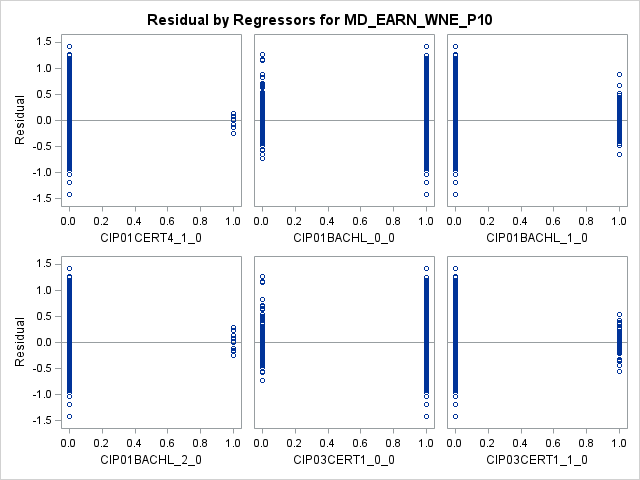 Residual by Regressors for MD_EARN_WNE_P10
1.5
1.0
0.5
0.0
-0.5
-1.0
-1.5
Residual
0.0 0.2 0.4 0.6 0.8 1.0
CIP01CERT4_1_0
0.0 0.2 0.4 0.6 0.8 1.0
CIP01BACHL_0_0
0.0 0.2 0.4 0.6 0.8 1.0
CIP01BACHL_1_0
1.5
1.0
0.5
0.0
-0.5
-1.0
-1.5
Residual
0.0 0.2 0.4 0.6 0.8 1.0
CIP01BACHL_2_0
0.0 0.2 0.4 0.6 0.8 1.0
CIP03CERT1_0_0
0.0 0.2 0.4 0.6 0.8 1.0
CIP03CERT1_1_0